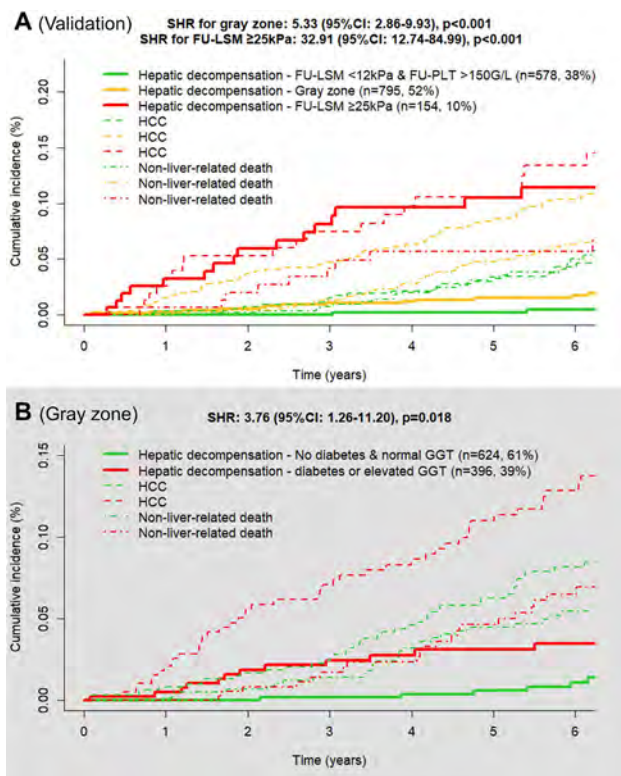 A (Validation)
SHR for gray zone: 5.33 (95%CI: 2.86-9.93), p<0.001
SHR for FU-LSM ≥25kPa: 32.91 (95%CI: 12.74-84.99), p<0.001
Hepatic decompensation - FU-LSM <12kPa & FU-PLT >150G/L (n=578, 38%)
Hepatic decompensation - Gray zone (n=795, 52%)
Hepatic decompensation - FU-LSM ≥25kPa (n=154, 10%)
HCC
HCC
HCC
Non-liver-related death
Non-liver-related death
Non-liver-related death
Cumulative incidence (%)
0.20
0.15
0.10
0.05
0.00
0 1 2 3 4 5 6
Time (years)
B (Gray zone)
SHR: 3.76 (95%CI: 1.26-11.20), p=0.018
Hepatic decompensation - No diabetes & normal GGT (n=624, 61%)
Hepatic decompensation - diabetes or elevated GGT (n=396, 39%)
HCC
HCC
Non-liver-related death
Non-liver-related death
Cumulative incidence (%)
0.15
0.10
0.05
0.00
0 1 2 3 4 5 6
Time (years)